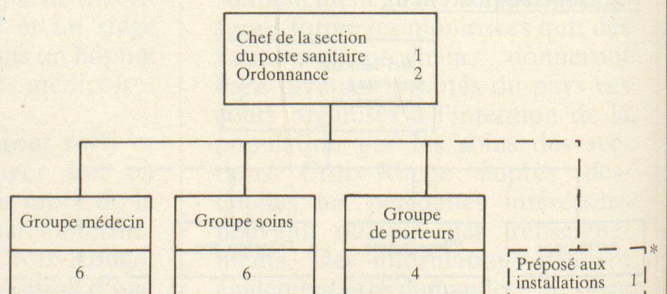 Chef de la section
du poste sanitaire 1
Ordonnance 2
Groupe médecin
6
Groupe soins
6
Groupe
de porteurs
4
Préposé aux *
installations 1